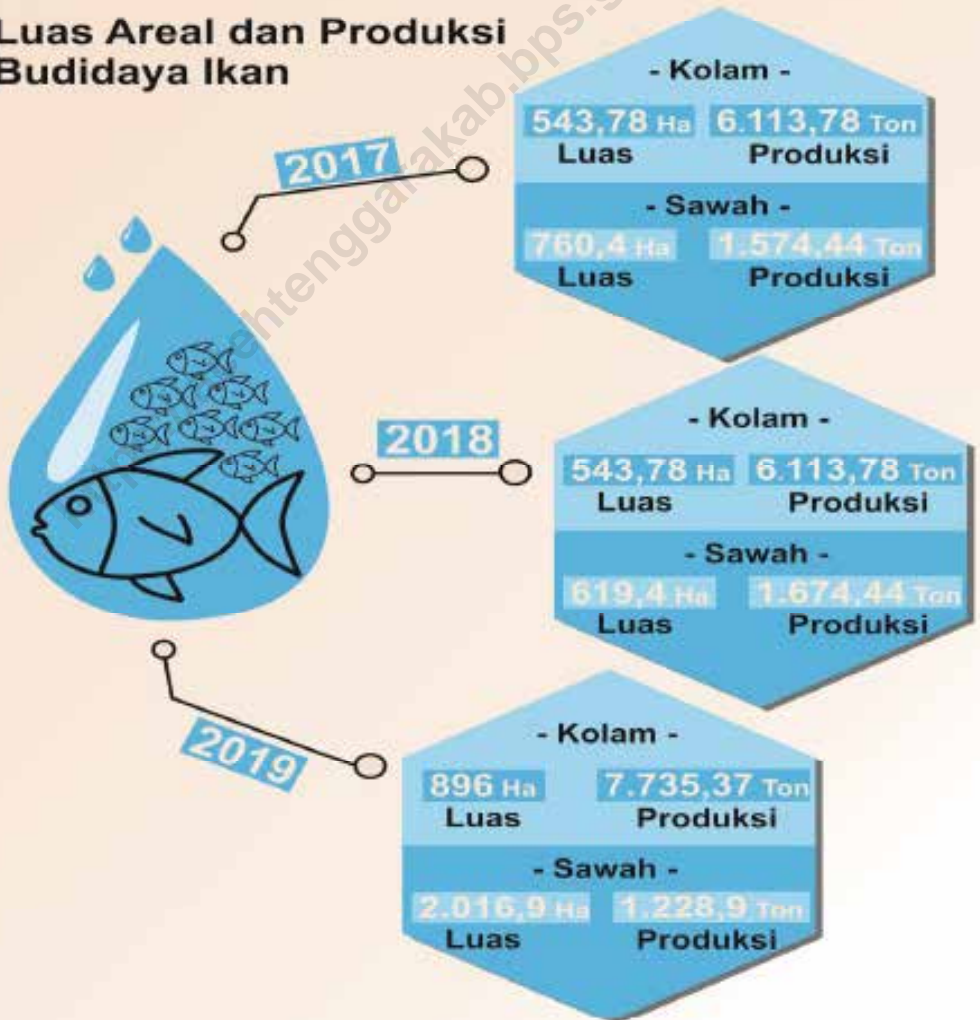 Luas Areal dan Produksi
Budidaya Ikan
2017
- Kolam -
543,78 Ha 6.113,78 Ton
Luas Produksi
- Sawah -
760,4 Ha 1.574,44 Ton
Luas Produksi
2018
- Kolam -
543,78 Ha 6.113,78 Ton
Luas Produksi
- Sawah -
619,4 Ha 1.674,44 Ton
Luas Produksi
2019
- Kolam -
896 Ha 7.735,37 Ton
Luas Produksi
- Sawah -
2.016,9 Ha 1.228,9 Ton
Luas Produksi